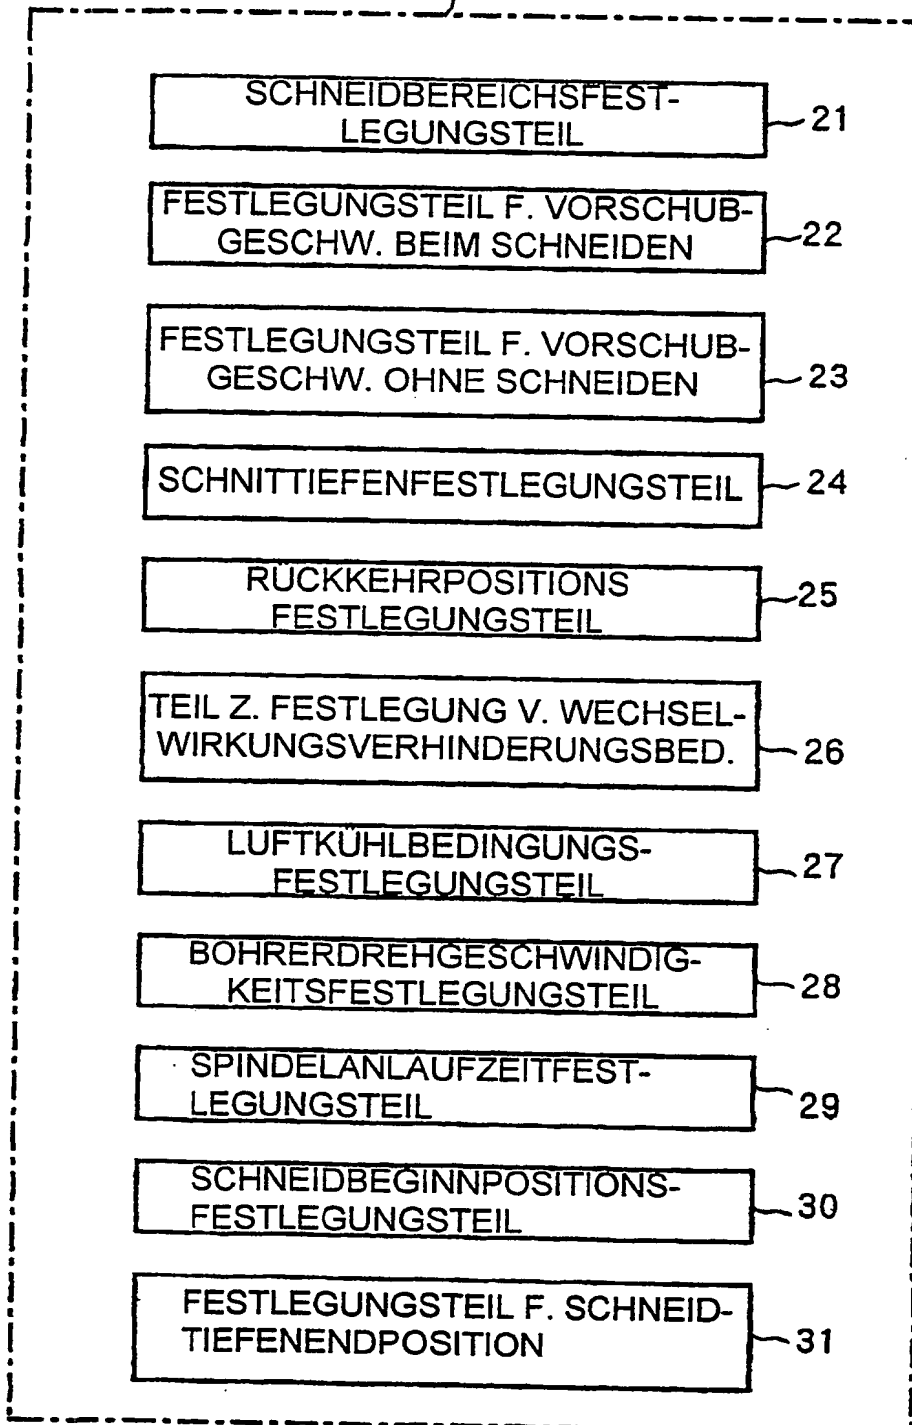 SCHNEIDBEREICHSFEST-
LEGUNGSTEIL
21
FESTLEGUNGSTEIL F. VORSCHUB-
GESCHW. BEIM SCHNEIDEN
22
FESTLEGUNGSTEIL F. VORSCHUB-
GESCHW. OHNE SCHNEIDEN
23
SCHNITTIEFENFESTLEGUNGSTEIL
24
RÜCKKEHRPOSITIONS
FESTLEGUNGSTEIL
25
TEIL Z. FESTLEGUNG V. WECHSEL-
WIRKUNGSVERHINDERUNGSBED.
26
LUFTKÜHLBEDINGUNGS-
FESTLEGUNGSTEIL
27
BOHRERDREHGESCHWINDIG-
KEITSFESTLEGUNGSTEIL
28
SPINDELANLAUFZEITFEST-
LEGUNGSTEIL
29
SCHNEIDBEGINNPOSITIONS-
FESTLEGUNGSTEIL
30
FESTLEGUNGSTEIL F. SCHNEID-
TIEFENENDPOSITION
31